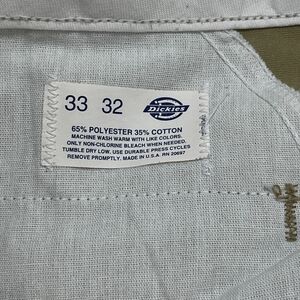 33 32 Dickies
65% POLYESTER 35% COTTON
MACHINE WASH WARM WITH LIKE COLORS.
ONLY NON-CHLORINE BLEACH WHEN NEEDED.
TUMBLE DRY LOW. USE DURABLE PRESS CYCLES
REMOVE PROMPTLY. MADE IN U.S.A. RN 20697